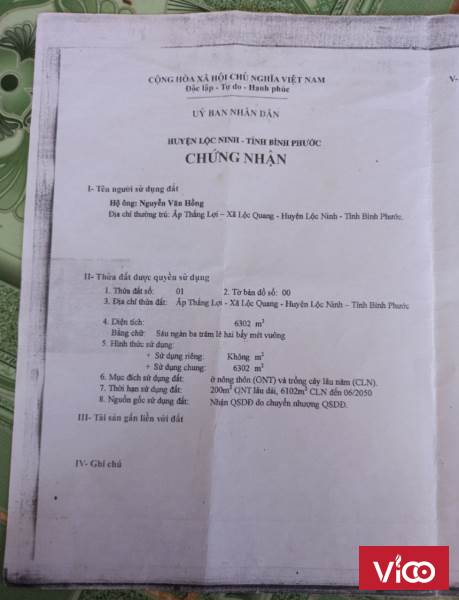 CỘNG HÒA XÃ HỘI CHỦ NGHĨA VIỆT NAM
Độc lập - Tự do - Hạnh phúc
UỶ BAN NHÂN DÂN
HUYỆN LỘC NINH - TỈNH BÌNH PHƯỚC
CHỨNG NHẬN
I- Tên người sử dụng đất
Hộ ông: Nguyễn Văn Hồng
Địa chỉ thường trú: Ấp Thắng Lợi – Xã Lộc Quang - Huyện Lộc Ninh - Tỉnh Bình Phước.
II- Thửa đất được quyền sử dụng
1. Thửa đất số: 01 2. Tờ bản đồ số: 00
3. Địa chỉ thửa đất: Ấp Thắng Lợi - Xã Lộc Quang - Huyện Lộc Ninh – Tỉnh Bình Phước
4. Diện tích: 6302 m²
Bằng chữ: Sáu ngàn ba trăm lẻ hai mét vuông
5. Hình thức sử dụng:
+ Sử dụng riêng: Không m²
+ Sử dụng chung: 6302 m²
6. Mục đích sử dụng đất: ở nông thôn (ONT) và trồng cây lâu năm (CLN).
7. Thời hạn sử dụng đất: 200m² ONT lâu dài, 6102m² CLN đến 06/2050
8. Nguồn gốc sử dụng đất: Nhận QSDĐ do chuyển nhượng QSDĐ.
III- Tài sản gắn liền với đất
IV- Ghi chú
V-
ViCO